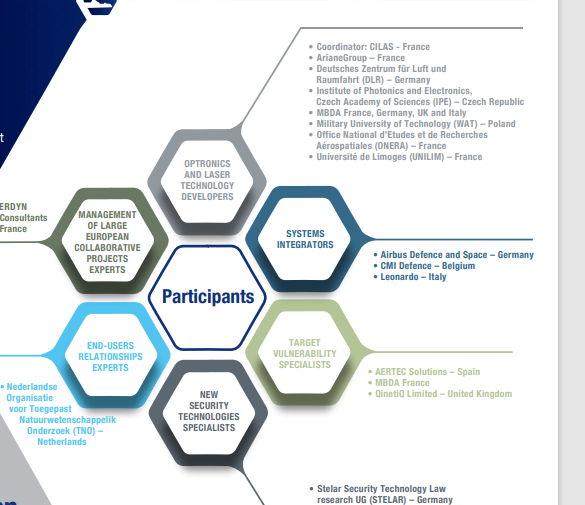 • Coordinator: CILAS - France
• ArianeGroup – France
• Deutsches Zentrum für Luft und
Raumfahrt (DLR) – Germany
• Institute of Photonics and Electronics,
Czech Academy of Sciences (IPE) – Czech Republic
• MBDA France, Germany, UK and Italy
• Military University of Technology (WAT) – Poland
• Office National d'Etudes et de Recherches
Aérospatiales (ONERA) – France
• Université de Limoges (UNILIM) – France
OPTRONICS
AND LASER
TECHNOLOGY
DEVELOPERS
ERDYN
Consultants
France
MANAGEMENT
OF LARGE
EUROPEAN
COLLABORATIVE
PROJECTS
EXPERTS
SYSTEMS
INTEGRATORS
• Airbus Defence and Space – Germany
• CMI Defence – Belgium
• Leonardo – Italy
Participants
END-USERS
RELATIONSHIPS
EXPERTS
TARGET
VULNERABILITY
SPECIALISTS
• AERTEC Solutions – Spain
• MBDA France
• QinetiQ Limited – United Kingdom
• Nederlandse
Organisatie
voor Toegepast
Natuurwetenschappelik
Onderzoek (TNO) –
Netherlands
NEW
SECURITY
TECHNOLOGIES
SPECIALISTS
• Stelar Security Technology Law
research UG (STELAR) – Germany